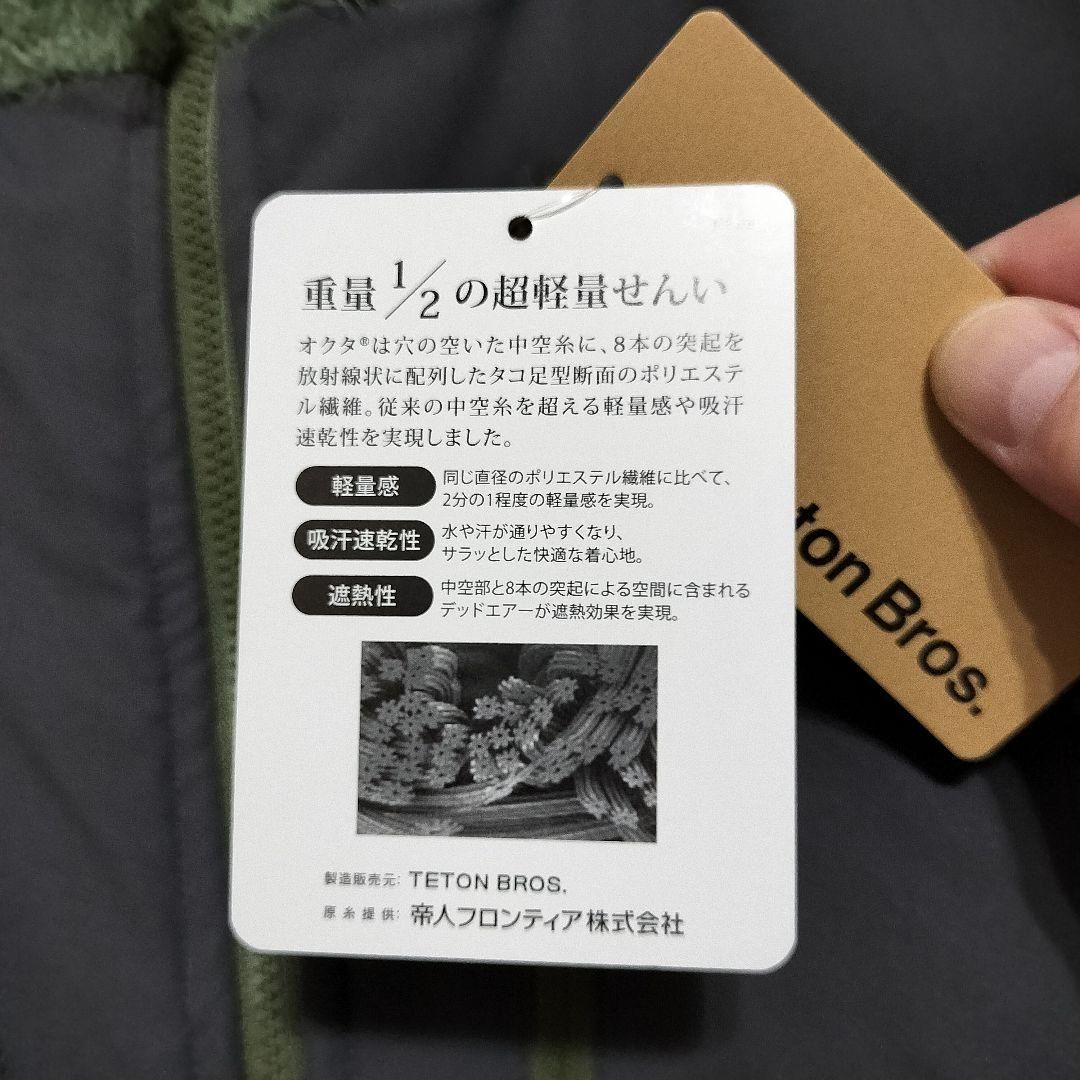 重量1/2の超軽量せんい
オクタ®は穴の空いた中空糸に、8本の突起を
放射線状に配列したタコ足型断面のポリエステ
ル繊維。従来の中空糸を超える軽量感や吸汗
速乾性を実現しました。
軽量感 同じ直径のポリエステル繊維に比べて、
2分の1程度の軽量感を実現。
吸汗速乾性 水や汗が通りやすくなり、
サラッとした快適な着心地。
遮熱性 中空部と8本の突起による空間に含まれる
デッドエアーが遮熱効果を実現。
製造販売元: TETON BROS.
原糸提供: 帝人フロンティア株式会社
ton Bros.